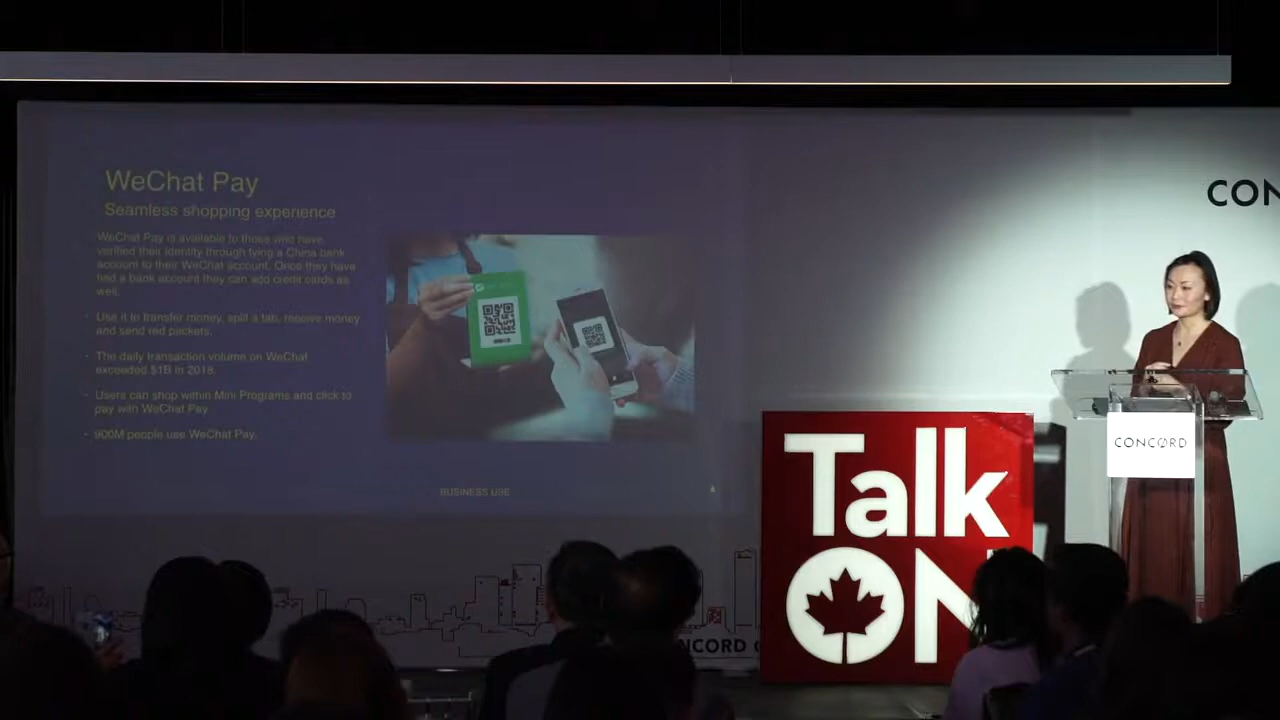 WeChat Pay
Seamless shopping experience
WeChat Pay is available to those who have
verified their identity through tying a China bank
account to their WeChat account. Once they have
tied a bank account they can add credit cards as
well.
Use it to transfer money, split a tab, receive money
and send red packets.
The daily transaction volume on WeChat
exceeded $1B in 2018.
Users can shop within Mini Programs and click to
pay with WeChat Pay
900M people use WeChat Pay.
BUSINESS USE
CON
CONCORD
Talk
ON
NCORD